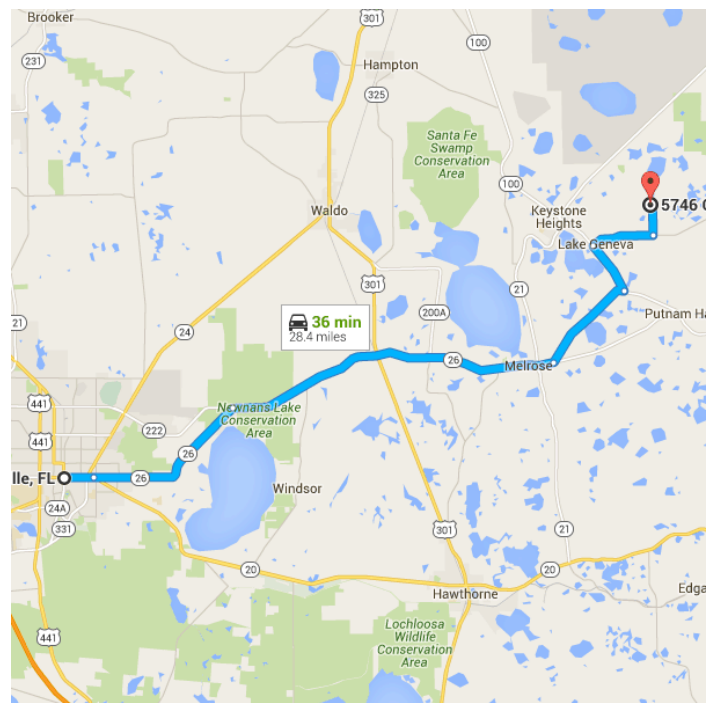 Brooker
301
100
231
Hampton
24
325
Santa Fe
Swamp
Conservation
Area
100
Waldo
Keystone
Heights
5746
Lake Geneva
301
21
200A
36 min
28.4 miles
Putnam Ha
21
24
26
Melrose
441
Newnans Lake
Conservation
Area
222
441
26
lle, FL
26
Windsor
24A
331
301
21
20
20
Hawthorne
Edga
441
Lochloosa
Wildlife
Conservation
Area